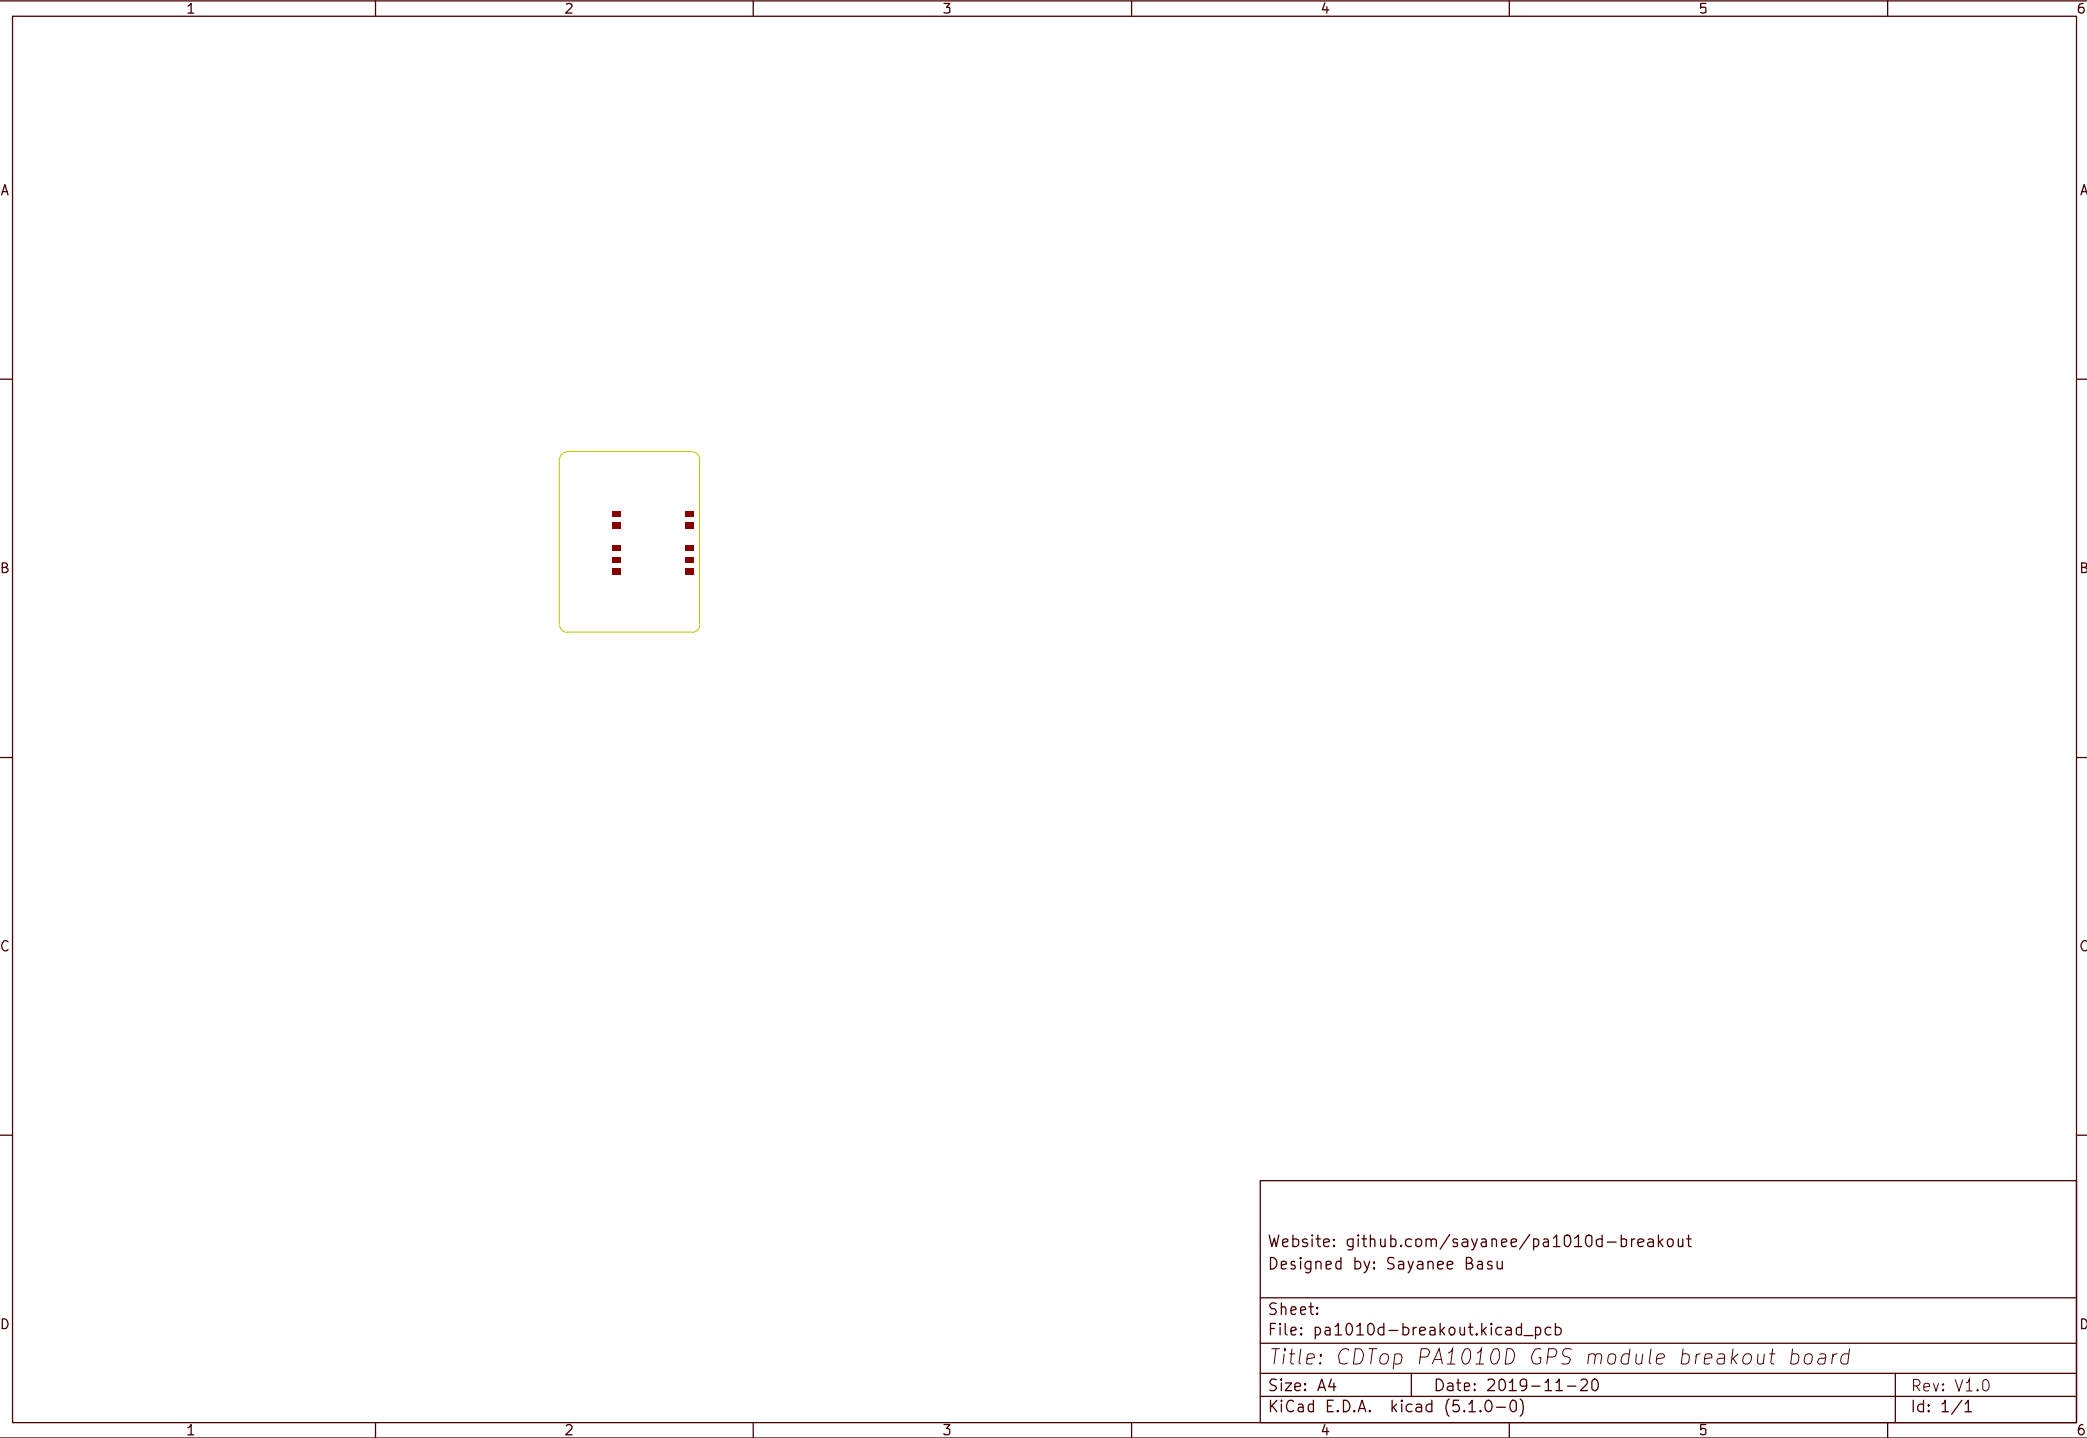 1 2 3 4 5 6
A A
B B
C C
D D
Website: github.com/sayanee/pa1010d-breakout
Designed by: Sayanee Basu
Sheet:
File: pa1010d-breakout.kicad_pcb
Title: CDTop PA1010D GPS module breakout board
Size: A4 Date: 2019-11-20 Rev: V1.0
KiCad E.D.A. kicad (5.1.0-0) Id: 1/1
1 2 3 4 5 6